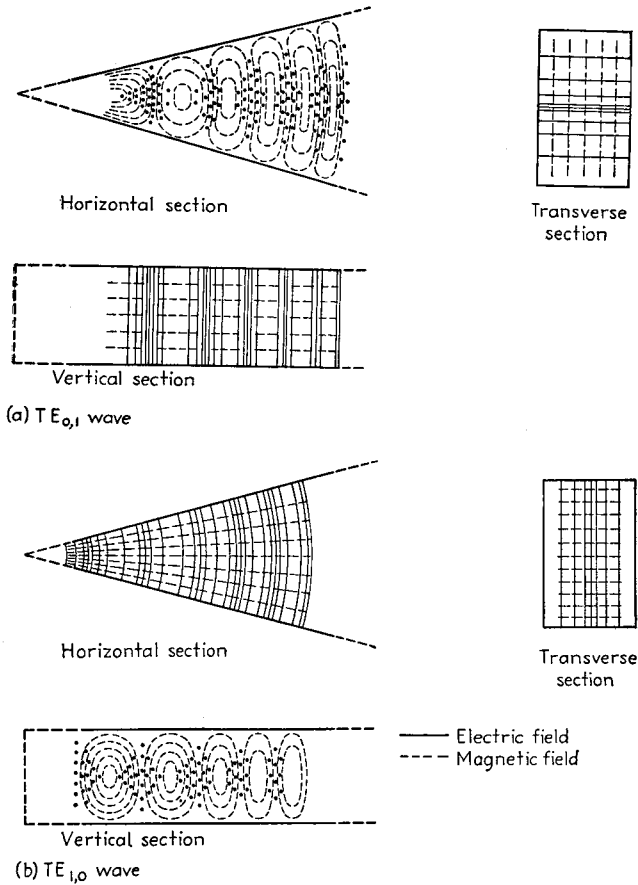 Horizontal section
Transverse
section
Vertical section
(a) TE0,1 wave
Horizontal section
Transverse
section
Electric field
Magnetic field
Vertical section
(b) TE1,0 wave